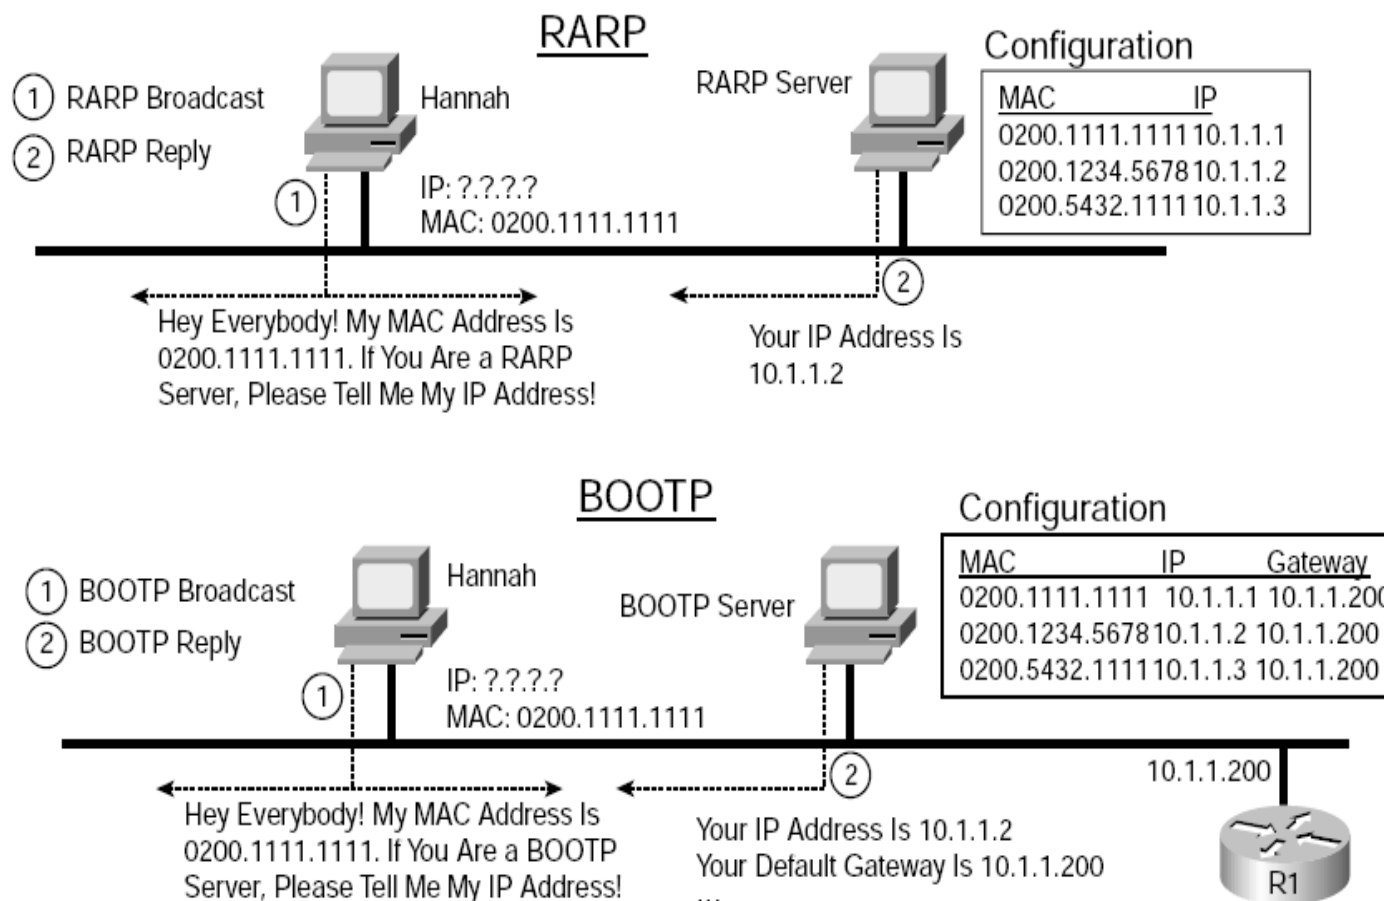 RARP
1 RARP Broadcast
2 RARP Reply
Hannah
RARP Server
Configuration
MAC IP
0200.1111.1111 10.1.1.1
0200.1234.5678 10.1.1.2
0200.5432.1111 10.1.1.3
1
IP: ?.?.?.?
MAC: 0200.1111.1111
2
Hey Everybody! My MAC Address Is
0200.1111.1111. If You Are a RARP
Server, Please Tell Me My IP Address!
Your IP Address Is
10.1.1.2
BOOTP
1 BOOTP Broadcast
2 BOOTP Reply
Hannah
BOOTP Server
Configuration
MAC IP Gateway
0200.1111.1111 10.1.1.1 10.1.1.200
0200.1234.5678 10.1.1.2 10.1.1.200
0200.5432.1111 10.1.1.3 10.1.1.200
1
IP: ?.?.?.?
MAC: 0200.1111.1111
2
10.1.1.200
Hey Everybody! My MAC Address Is
0200.1111.1111. If You Are a BOOTP
Server, Please Tell Me My IP Address!
Your IP Address Is 10.1.1.2
Your Default Gateway Is 10.1.1.200
...
R1